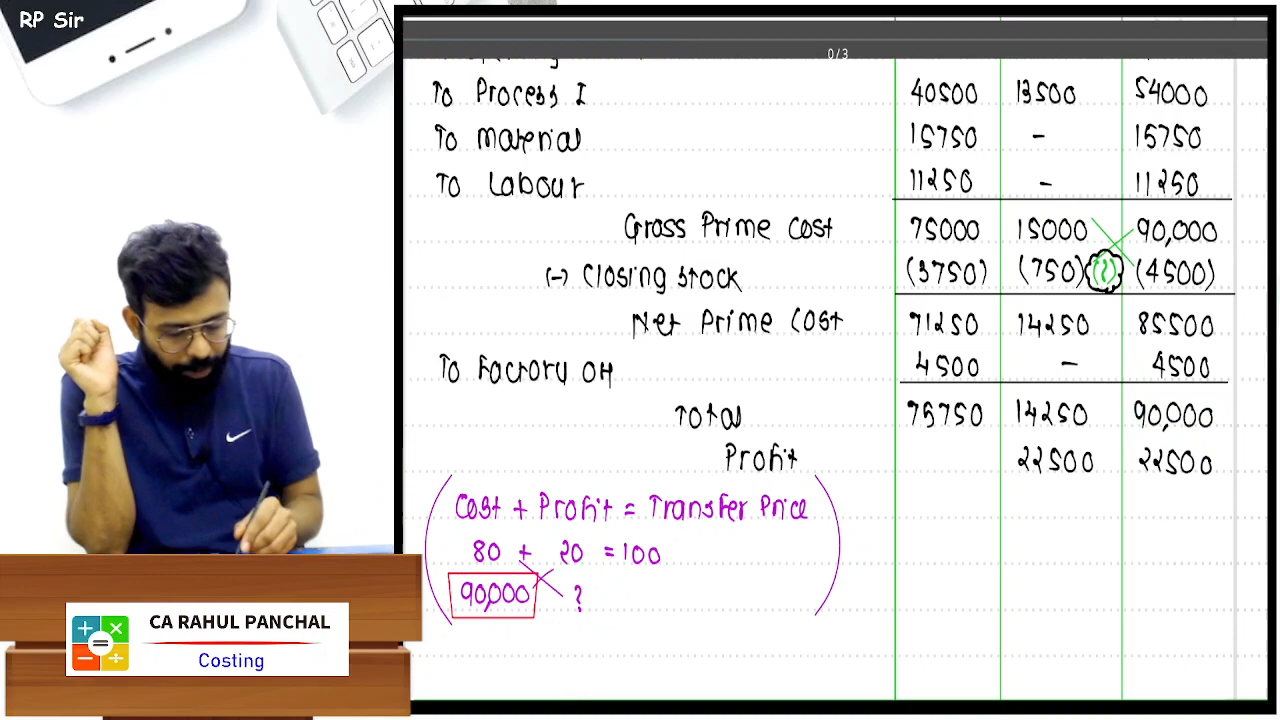 RP Sir
0/3
To Process I 40500 13500 54000
To Material 15750 - 15750
To Labour 11250 - 11250
Gross Prime Cost 75000 15000 90,000
(-) Closing Stock (3750) (750) (?) (4500)
Net Prime Cost 71250 14250 85500
To Factory OH 4500 - 4500
Total 75750 14250 90,000
Profit 22500 22500
Cost + Profit = Transfer Price
80 + 20 = 100
90,000 ?
CA RAHUL PANCHAL
Costing